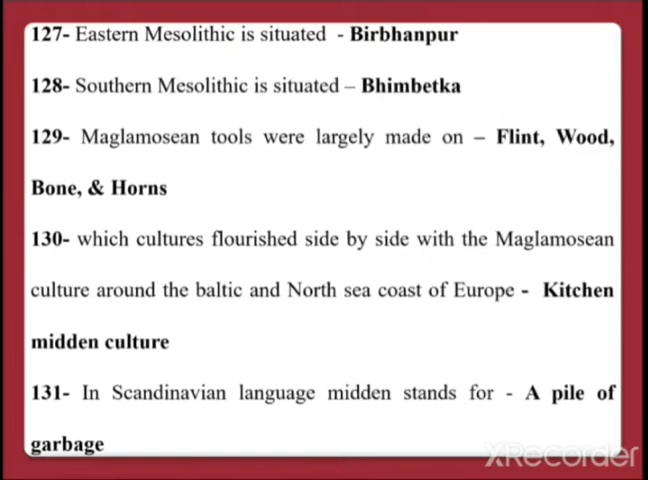 127- Eastern Mesolithic is situated - Birbhanpur
128- Southern Mesolithic is situated – Bhimbetka
129- Maglamosean tools were largely made on – Flint, Wood,
Bone, & Horns
130- which cultures flourished side by side with the Maglamosean
culture around the baltic and North sea coast of Europe - Kitchen
midden culture
131- In Scandinavian language midden stands for - A pile of
garbage
XRecorder